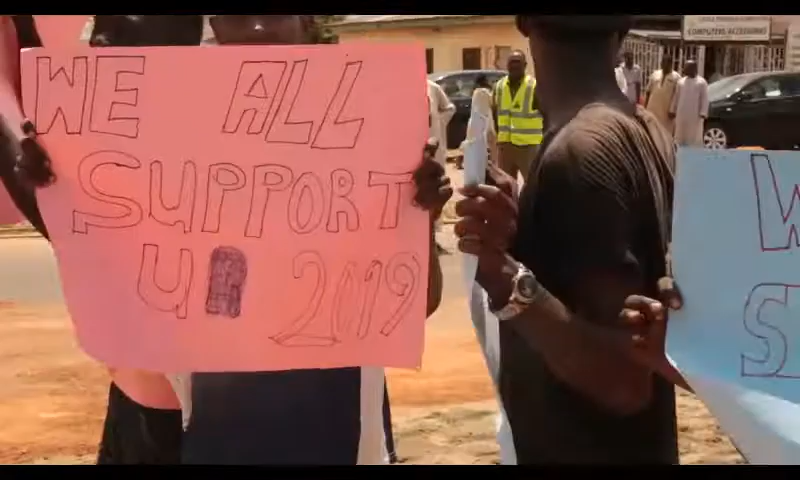 WE ALL
SUPPORT
U 2019
W
S
COMPUTERS ACCESSORIES